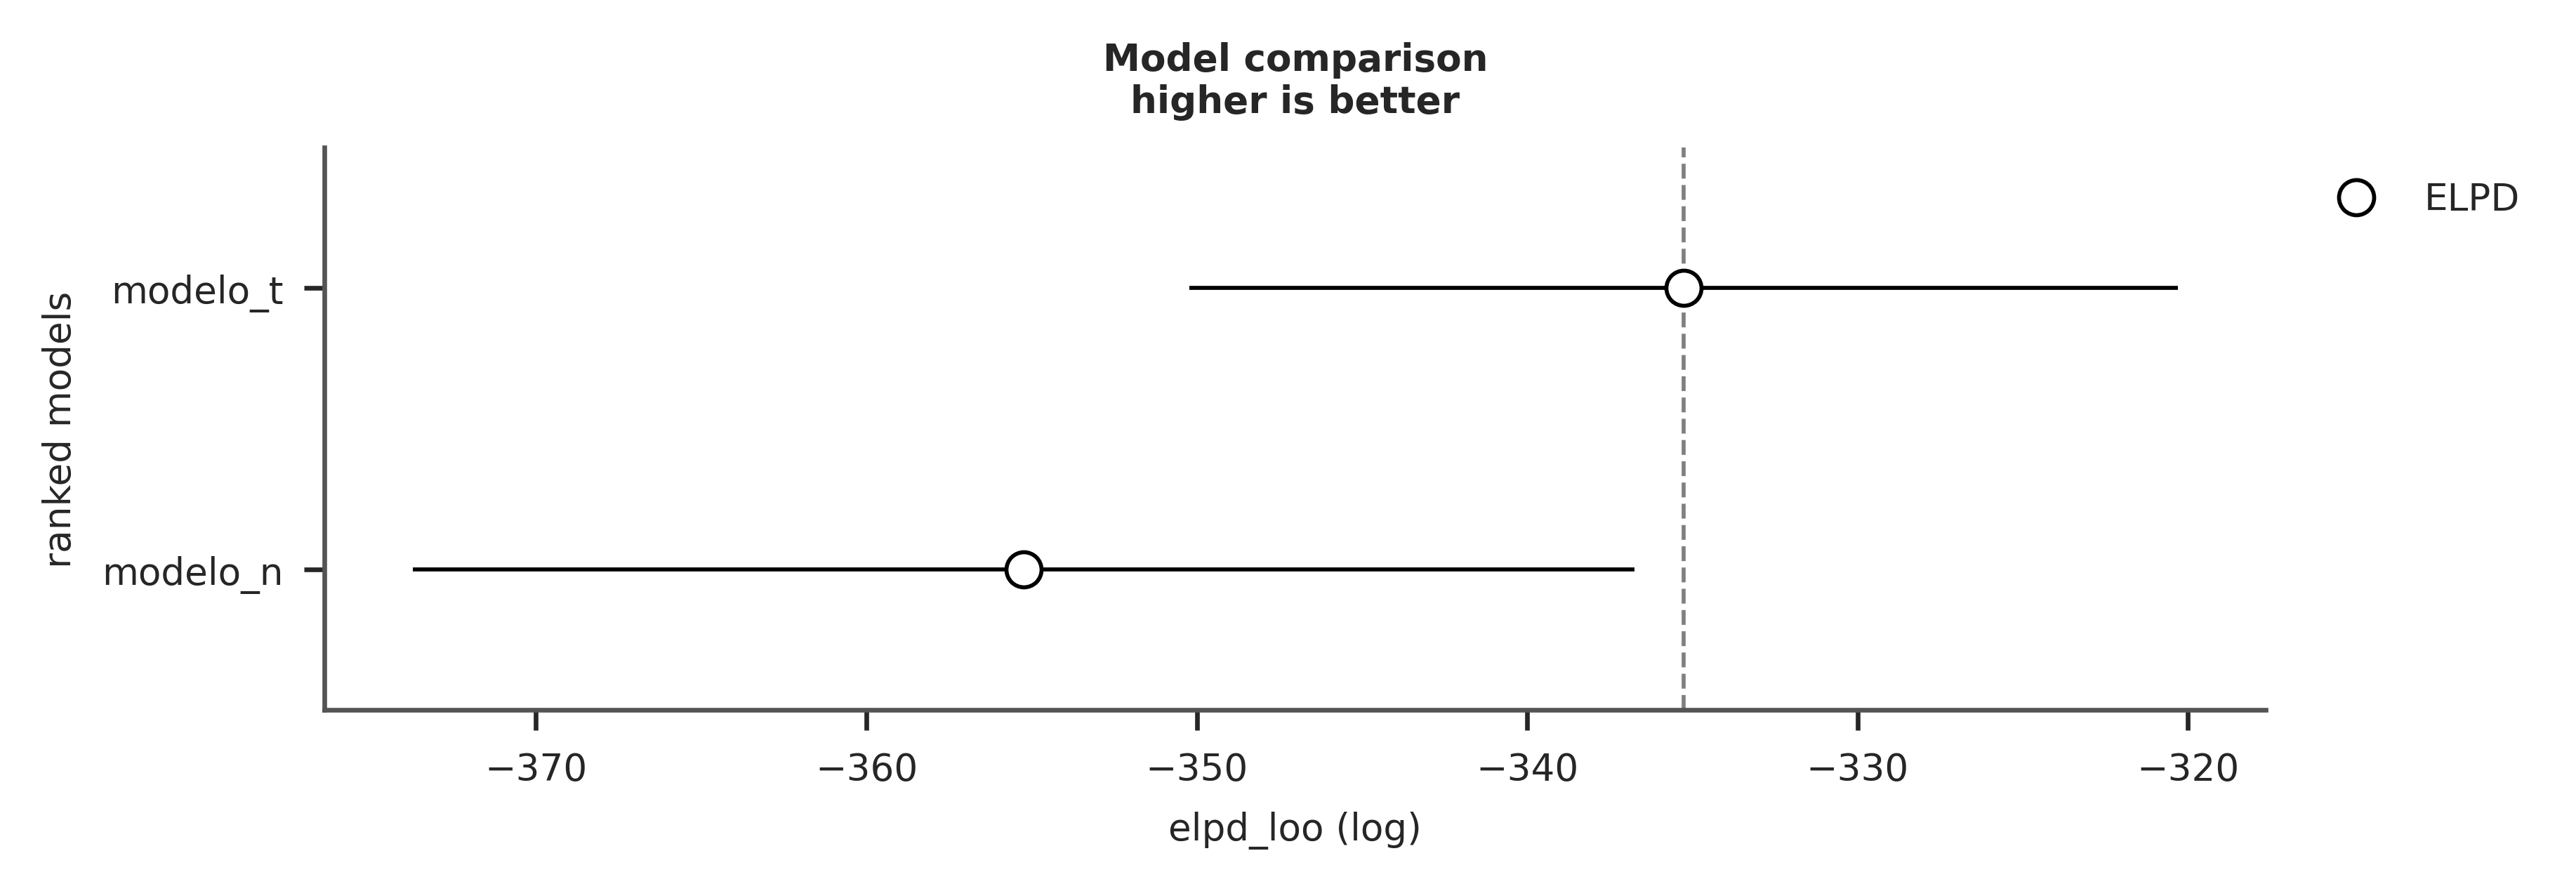 Model comparison
higher is better
ELPD
modelo_t
ranked models
modelo_n
−370
−360
−350
−340
−330
−320
elpd_loo (log)